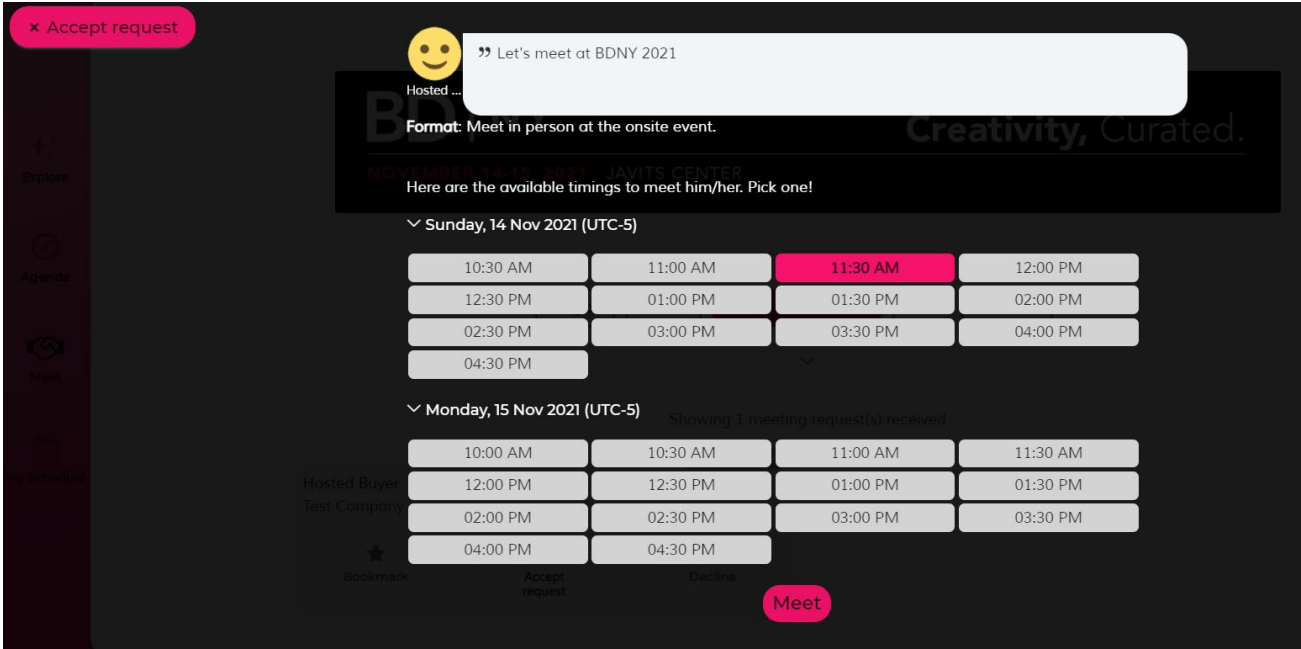 × Accept request
” Let's meet at BDNY 2021
Hosted ...
BDNY
Creativity, Curated.
Format: Meet in person at the onsite event.
NOVEMBER 14-15, 2021 JAVITS CENTER
Here are the available timings to meet him/her. Pick one!
Explore
Agenda
Meet
My Schedule
Sunday, 14 Nov 2021 (UTC-5)
10:30 AM 11:00 AM 11:30 AM 12:00 PM
12:30 PM 01:00 PM 01:30 PM 02:00 PM
02:30 PM 03:00 PM 03:30 PM 04:00 PM
04:30 PM
Monday, 15 Nov 2021 (UTC-5)
Showing 1 meeting request(s) received
10:00 AM 10:30 AM 11:00 AM 11:30 AM
12:00 PM 12:30 PM 01:00 PM 01:30 PM
02:00 PM 02:30 PM 03:00 PM 03:30 PM
04:00 PM 04:30 PM
Hosted Buyer
Test Company
Bookmark
Accept
request
Decline
Meet